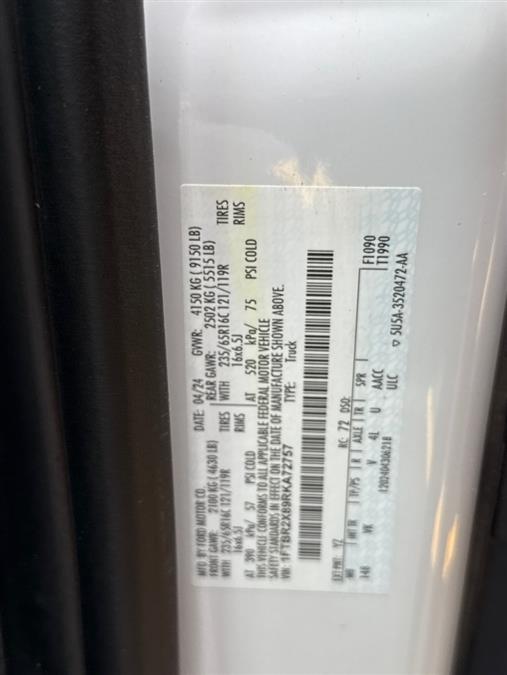 MFD BY FORD MOTOR CO. DATE: 04/24 GVWR: 4150 KG ( 9150 LB)
FRONT GAWR: 2100 KG ( 4630 LB) REAR GAWR: 2502 KG ( 5515 LB)
WITH 235/65R16C 121/119R TIRES WITH 235/65R16C 121/119R TIRES
16x6.5J RIMS 16x6.5J RIMS
AT 390 kPa/ 57 PSI COLD AT 520 kPa/ 75 PSI COLD
THIS VEHICLE CONFORMS TO ALL APPLICABLE FEDERAL MOTOR VEHICLE
SAFETY STANDARDS IN EFFECT ON THE DATE OF MANUFACTURE SHOWN ABOVE.
VIN: 1FTBR2X89RKA72757 TYPE: Truck
EXT PNT: YZ RC: 72 DSO: F1090
WB INT TR TP/PS R AXLE TR SPR T1990
148 VK V 4L U AACC
120240430621B ULC ▽ SU5A-3520472-AA